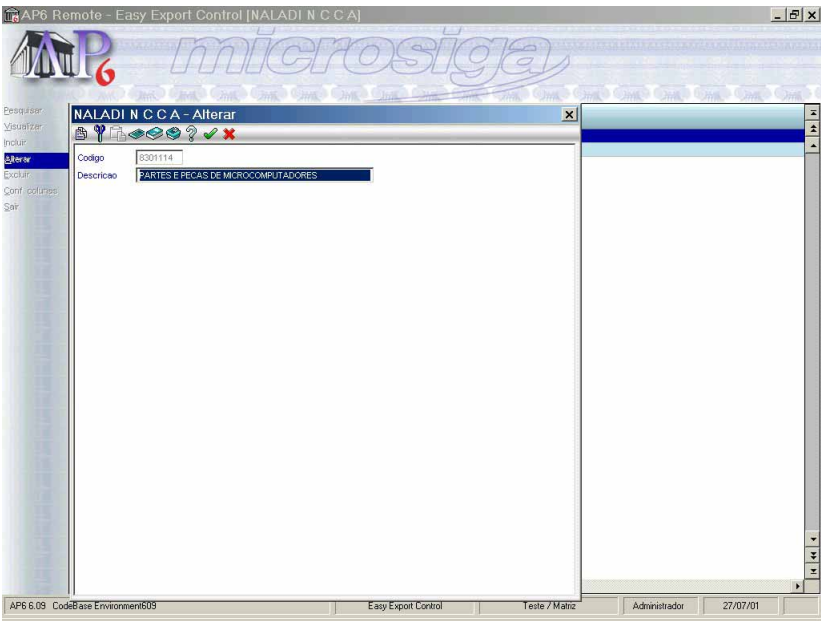 AP6 Remote - Easy Export Control [NALADI N C C A]
AP6
microsiga
Pesquisar
Visualizar
Incluir
Alterar
Excluir
Conf. colunas
Sair
NALADI N C C A - Alterar
Codigo 8301114
Descricao PARTES E PECAS DE MICROCOMPUTADORES
AP6 6.09 CodeBase Environment609 Easy Export Control Teste / Matriz Administrador 27/07/01